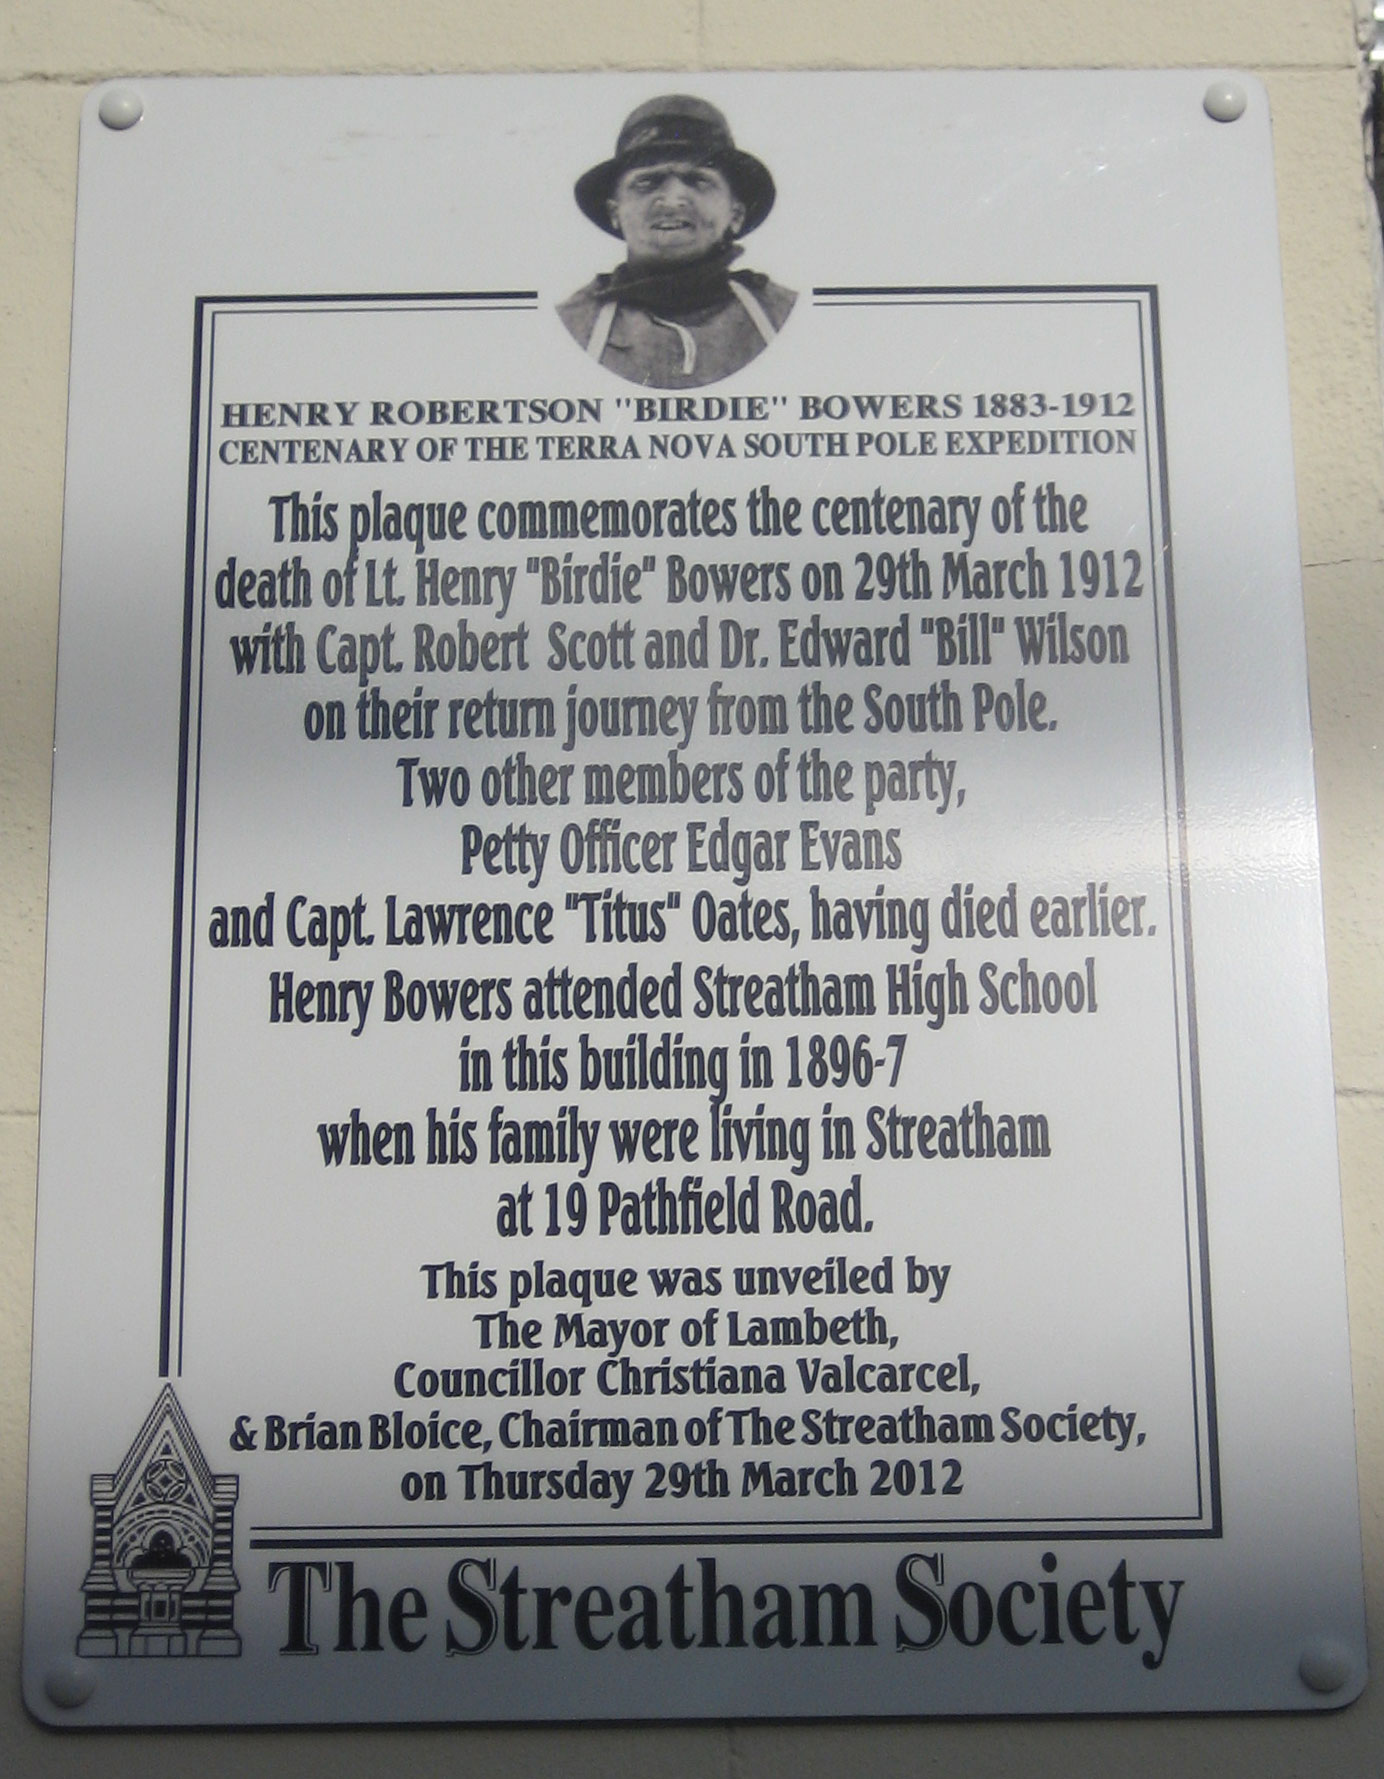 HENRY ROBERTSON "BIRDIE" BOWERS 1883-1912
CENTENARY OF THE TERRA NOVA SOUTH POLE EXPEDITION
This plaque commemorates the centenary of the
death of Lt. Henry "Birdie" Bowers on 29th March 1912
with Capt. Robert Scott and Dr. Edward "Bill" Wilson
on their return journey from the South Pole.
Two other members of the party,
Petty Officer Edgar Evans
and Capt. Lawrence "Titus" Oates, having died earlier.
Henry Bowers attended Streatham High School
in this building in 1896-7
when his family were living in Streatham
at 19 Pathfield Road.
This plaque was unveiled by
The Mayor of Lambeth,
Councillor Christiana Valcarcel,
& Brian Bloice, Chairman of The Streatham Society,
on Thursday 29th March 2012
The Streatham Society